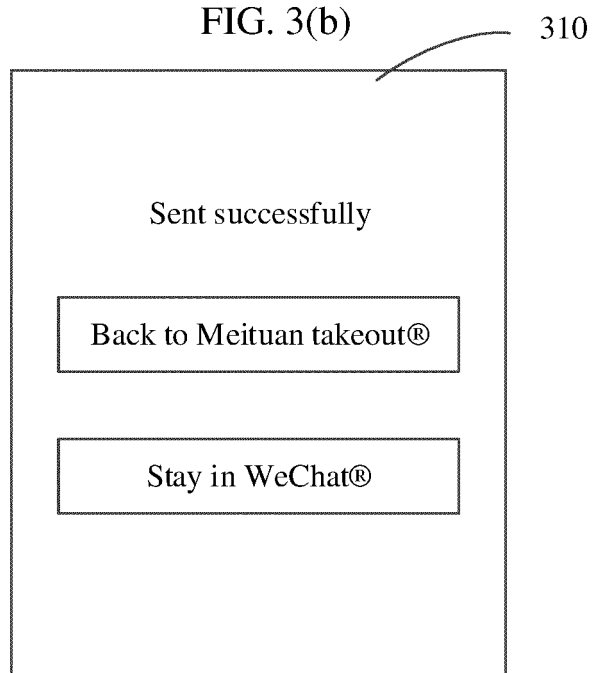 FIG. 3(b)
310
Sent successfully
Back to Meituan takeout®
Stay in WeChat®